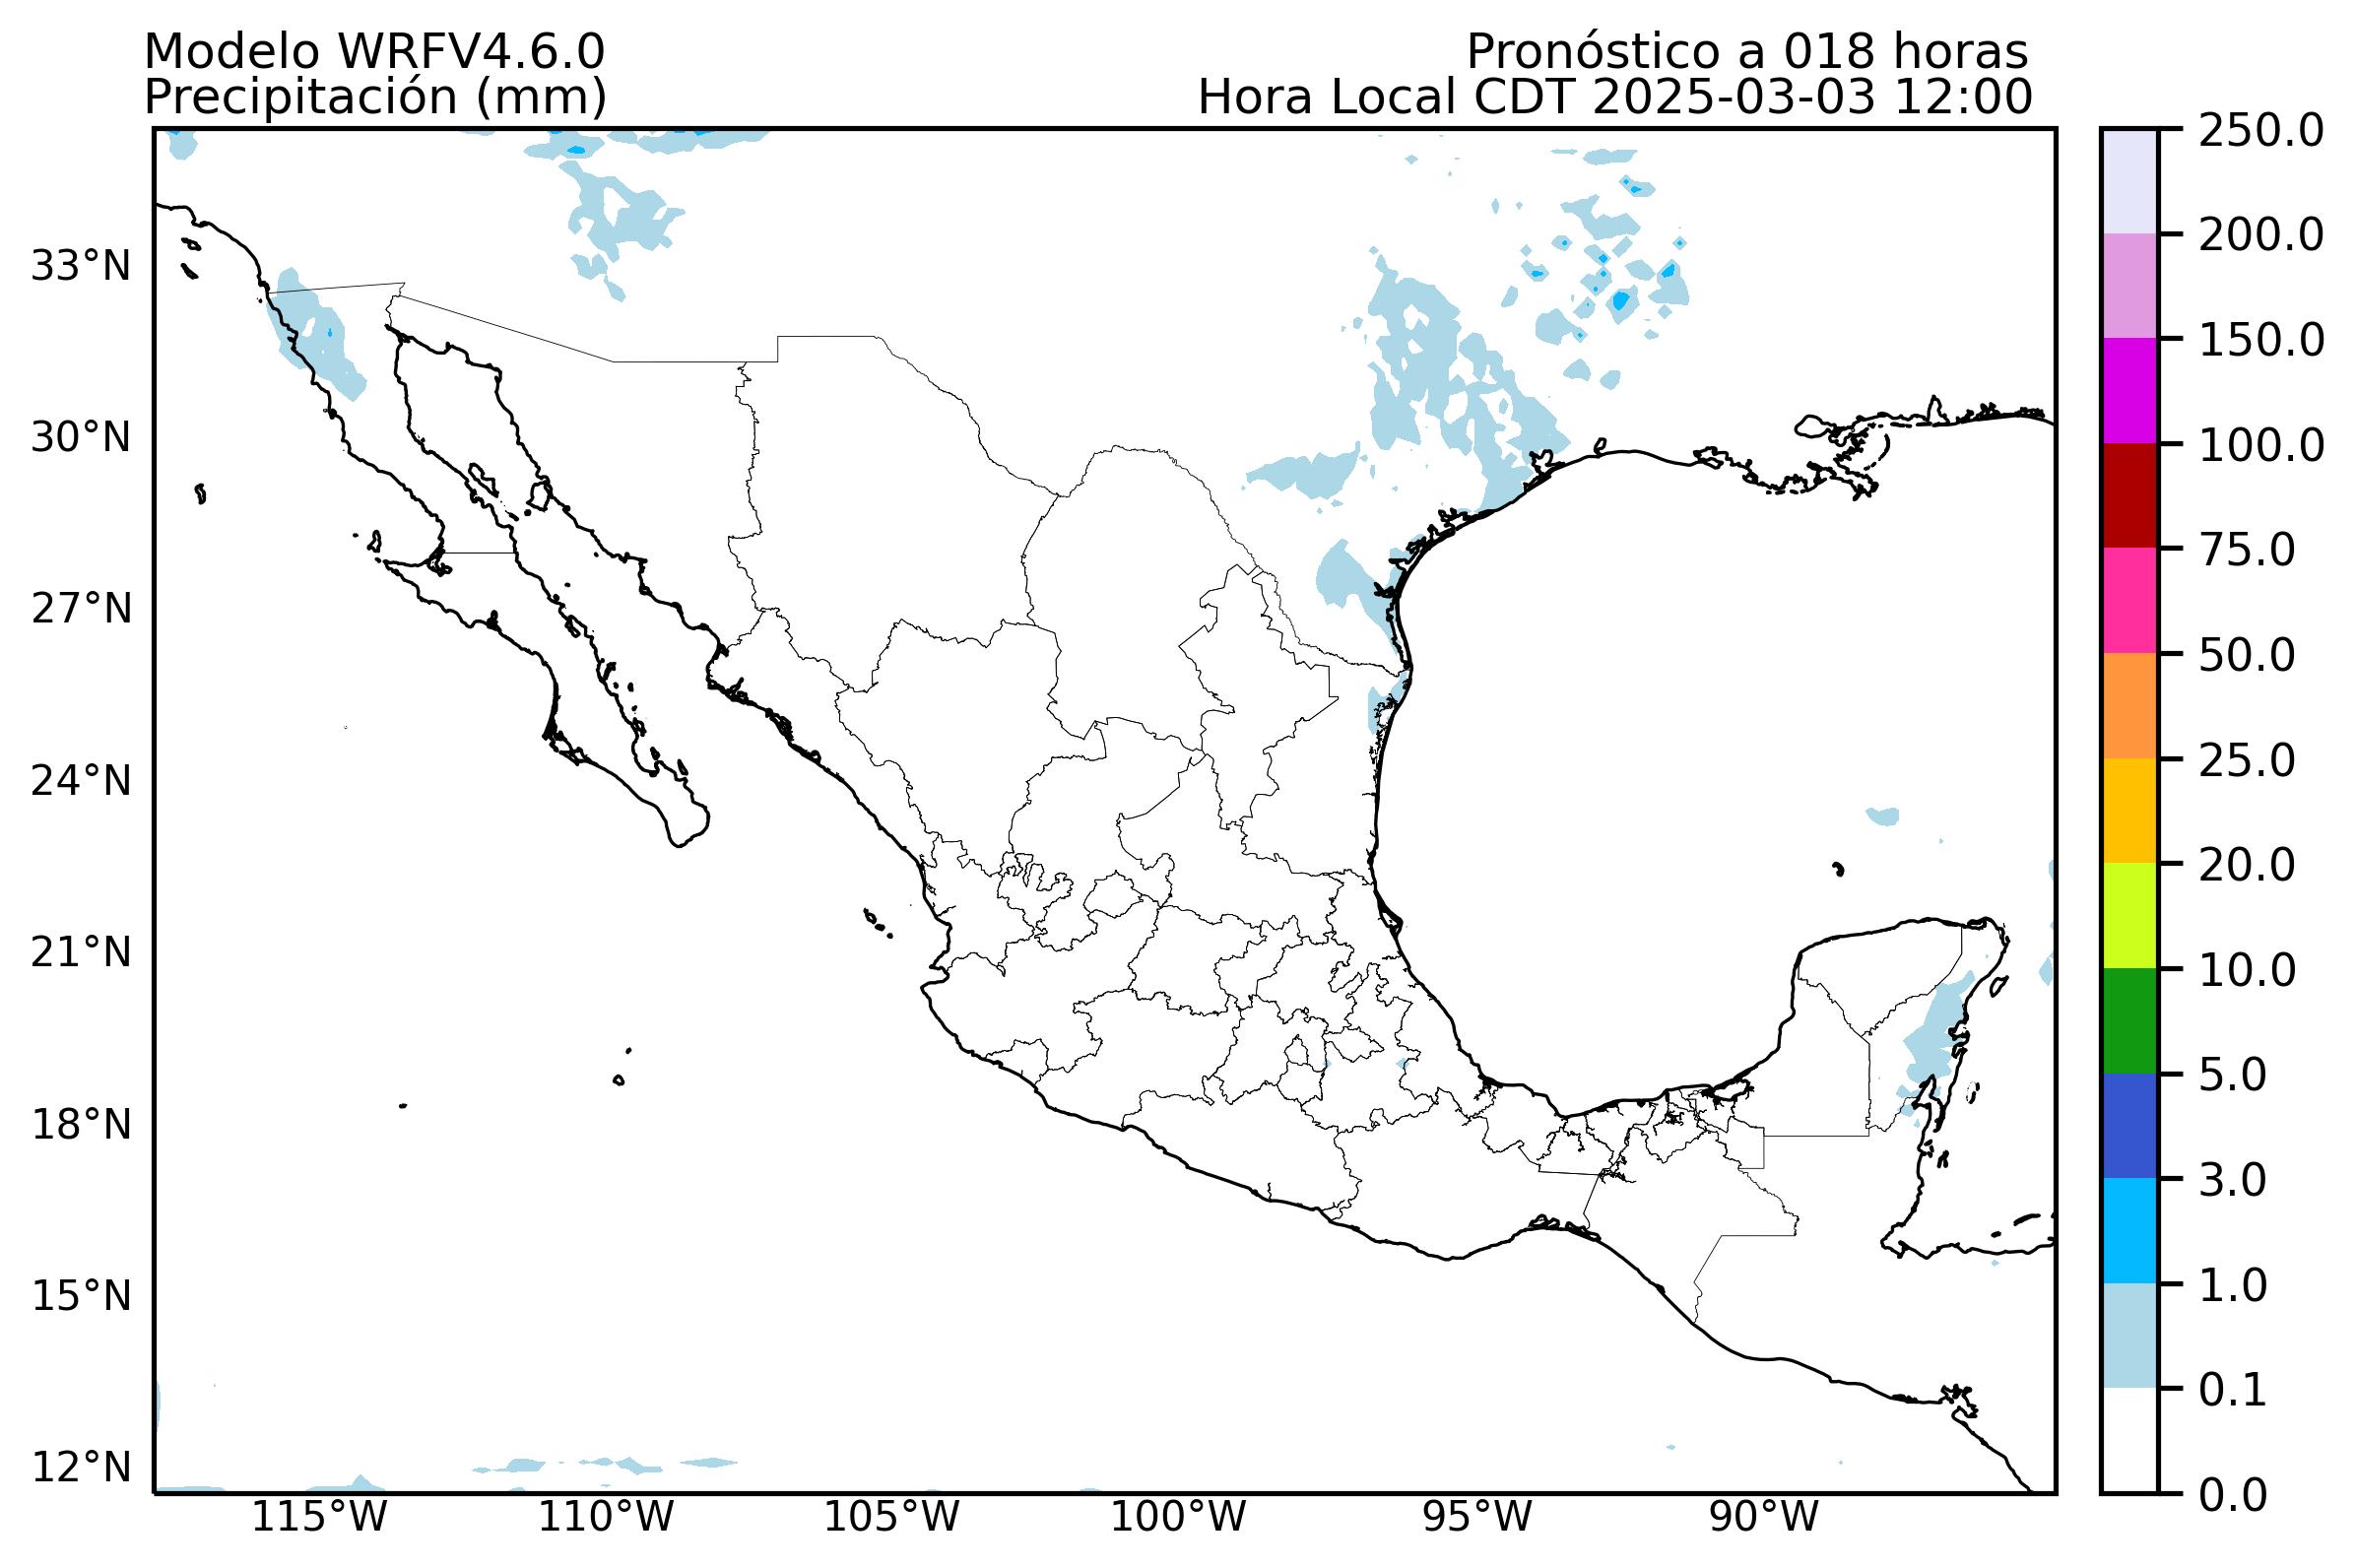 Modelo WRFV4.6.0
Precipitación (mm)
Pronóstico a 018 horas
Hora Local CDT 2025-03-03 12:00
33°N
30°N
27°N
24°N
21°N
18°N
15°N
12°N
115°W
110°W
105°W
100°W
95°W
90°W
250.0
200.0
150.0
100.0
75.0
50.0
25.0
20.0
10.0
5.0
3.0
1.0
0.1
0.0